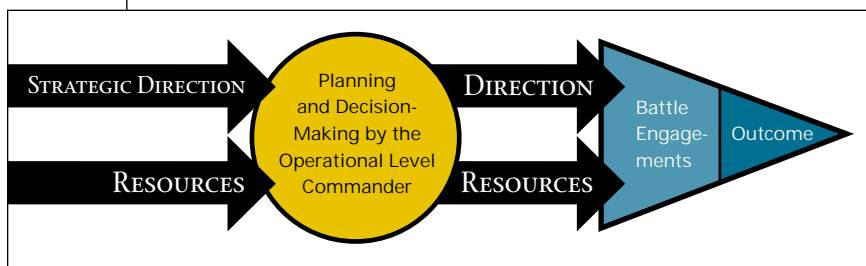 STRATEGIC DIRECTION
RESOURCES
Planning
and Decision-
Making by the
Operational Level
Commander
DIRECTION
RESOURCES
Battle
Engage-
ments
Outcome